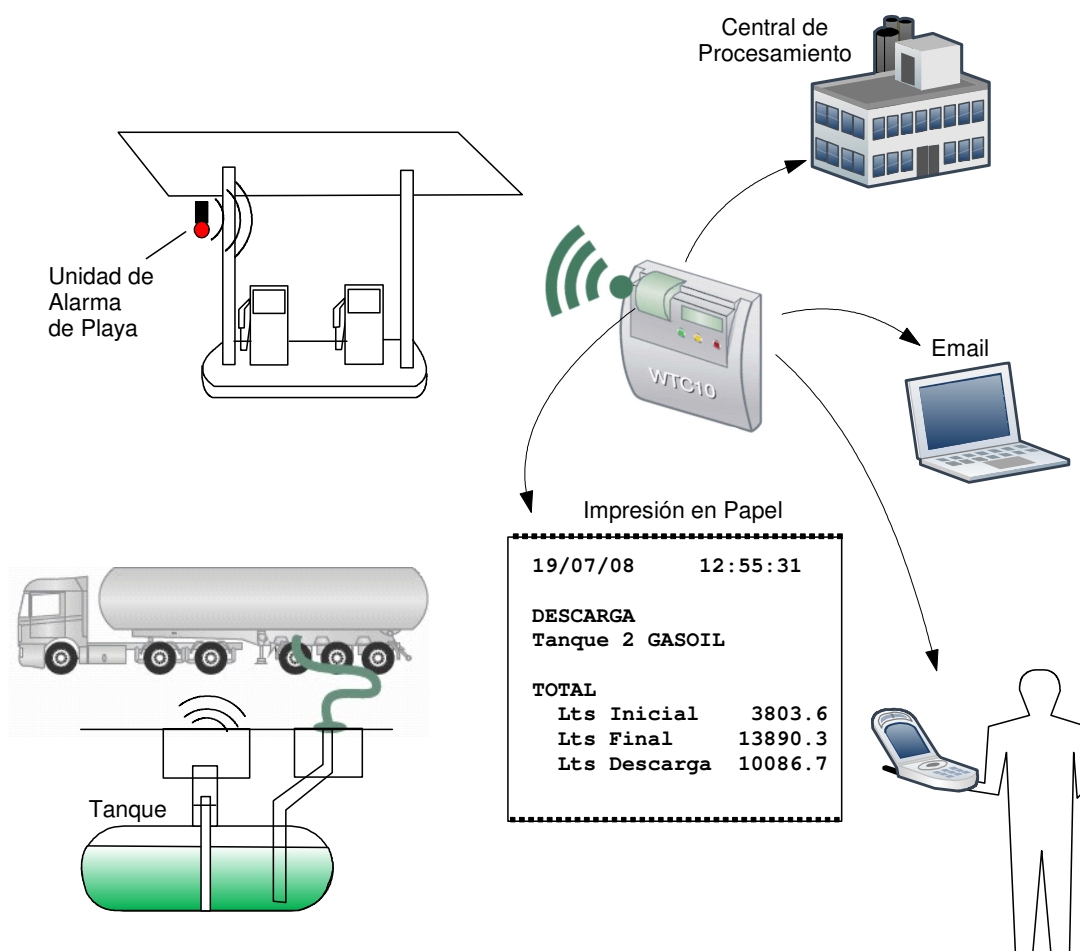 Central de
Procesamiento
Unidad de
Alarma
de Playa
WTC10
Email
Impresión en Papel
19/07/08 12:55:31
DESCARGA
Tanque 2 GASOIL
TOTAL
Lts Inicial 3803.6
Lts Final 13890.3
Lts Descarga 10086.7
Tanque